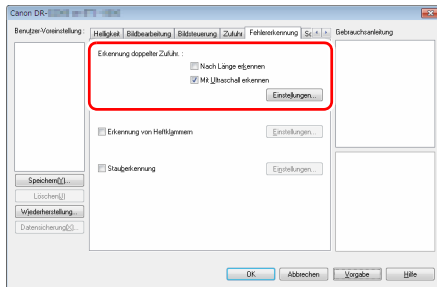 Canon DR-
Benutzer-Voreinstellung :
Helligkeit Bildbearbeitung Bildsteuerung Zufuhr Fehlererkennung Sc
Gebrauchsanleitung
Erkennung doppelter Zufuhr. :
Nach Länge erkennen
Mit Ultraschall erkennen
Einstellungen...
Erkennung von Heftklammern
Einstellungen...
Stauberkennung
Einstellungen...
Speichern(Y)...
Löschen(U)
Wiederherstellung...
Datensicherung(X)...
OK
Abbrechen
Vorgabe
Hilfe